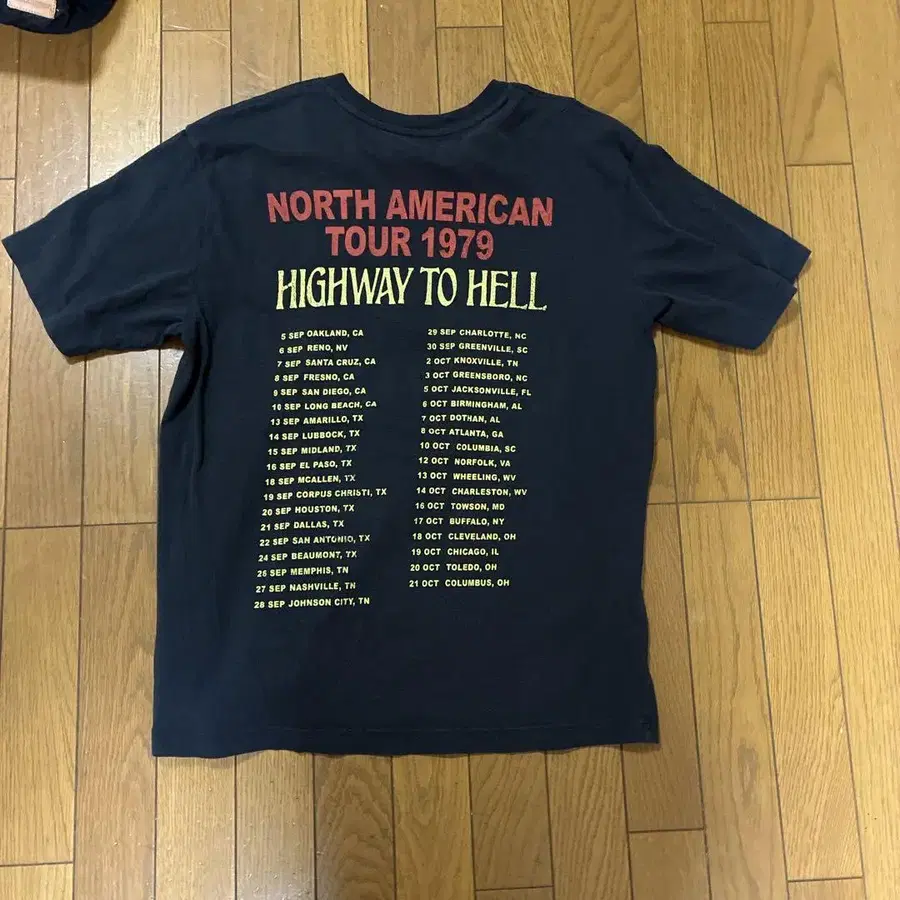 NORTH AMERICAN
TOUR 1979
HIGHWAY TO HELL
5 SEP OAKLAND, CA
6 SEP RENO, NV
7 SEP SANTA CRUZ, CA
8 SEP FRESNO, CA
9 SEP SAN DIEGO, CA
10 SEP LONG BEACH, CA
13 SEP AMARILLO, TX
14 SEP LUBBOCK, TX
15 SEP MIDLAND, TX
16 SEP EL PASO, TX
18 SEP MCALLEN, TX
19 SEP CORPUS CHRISTI, TX
20 SEP HOUSTON, TX
21 SEP DALLAS, TX
22 SEP SAN ANTONIO, TX
24 SEP BEAUMONT, TX
26 SEP MEMPHIS, TN
27 SEP NASHVILLE, TN
28 SEP JOHNSON CITY, TN
29 SEP CHARLOTTE, NC
30 SEP GREENVILLE, SC
2 OCT KNOXVILLE, TN
3 OCT GREENSBORO, NC
5 OCT JACKSONVILLE, FL
6 OCT BIRMINGHAM, AL
7 OCT DOTHAN, AL
8 OCT ATLANTA, GA
10 OCT COLUMBIA, SC
12 OCT NORFOLK, VA
13 OCT WHEELING, WV
14 OCT CHARLESTON, WV
16 OCT TOWSON, MD
17 OCT BUFFALO, NY
18 OCT CLEVELAND, OH
19 OCT CHICAGO, IL
20 OCT TOLEDO, OH
21 OCT COLUMBUS, OH